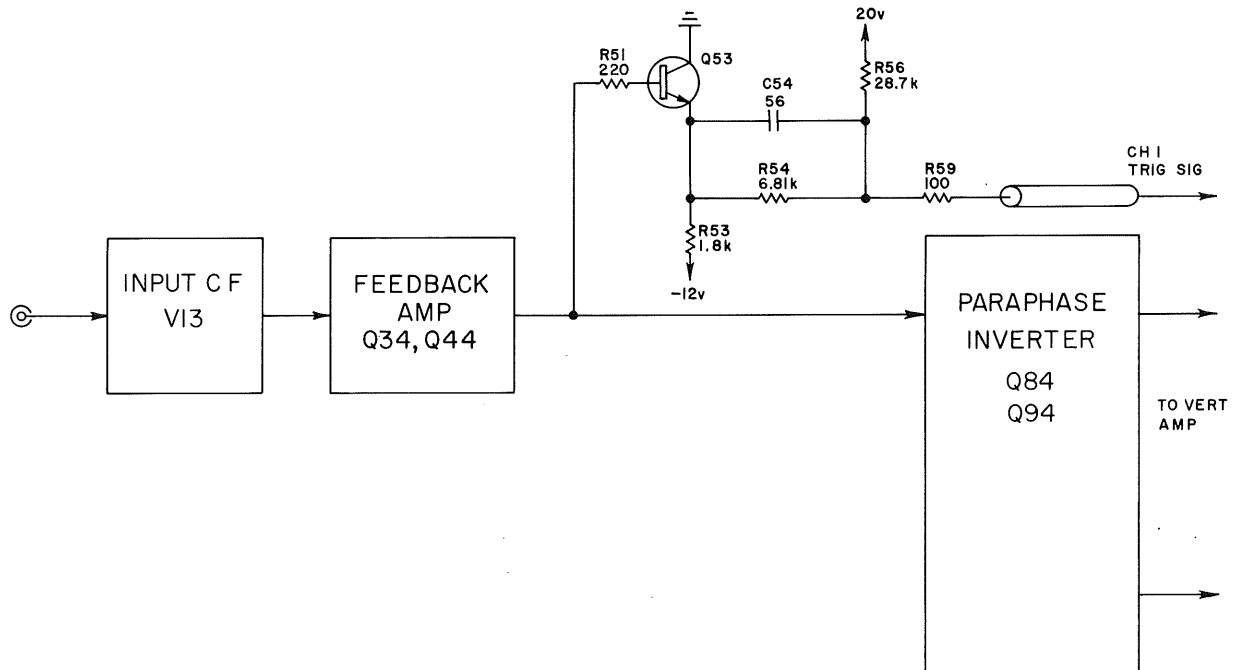 20v
R51
220
Q53
R56
28.7k
C54
56
CH 1
TRIG SIG
R54
6.81k
R59
100
R53
1.8k
-12v
INPUT C F
V13
FEEDBACK
AMP
Q34, Q44
PARAPHASE
INVERTER
Q84
Q94
TO VERT
AMP